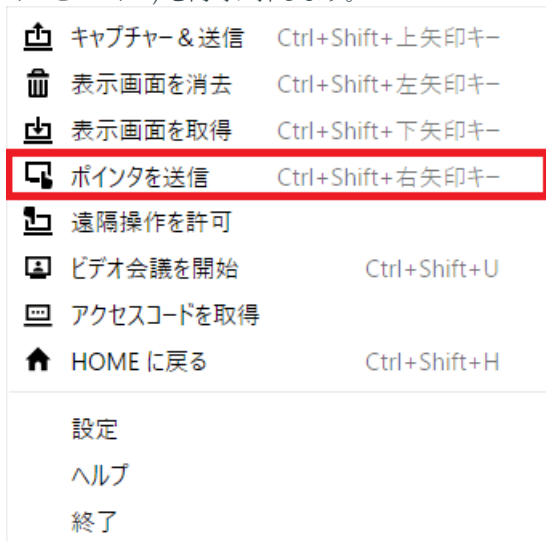 キャプチャー＆送信 Ctrl+Shift+上矢印キー
表示画面を消去 Ctrl+Shift+左矢印キー
表示画面を取得 Ctrl+Shift+下矢印キー
ポインタを送信 Ctrl+Shift+右矢印キー
遠隔操作を許可
ビデオ会議を開始 Ctrl+Shift+U
アクセスコードを取得
HOME に戻る Ctrl+Shift+H
設定
ヘルプ
終了